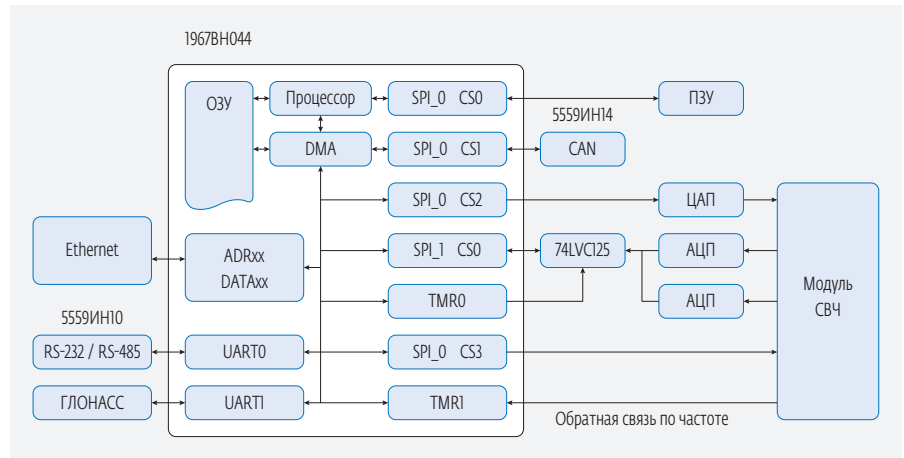 1967ВН044
ОЗУ
Процессор
SPI_0 CS0
ПЗУ
5559ИН14
DMA
SPI_0 CS1
CAN
SPI_0 CS2
ЦАП
Ethernet
ADRxx
DATAxx
SPI_1 CS0
74LVC125
АЦП
Модуль
СВЧ
TMR0
АЦП
5559ИН10
RS-232 / RS-485
UART0
SPI_0 CS3
ГЛОНАСС
UART1
TMR1
Обратная связь по частоте